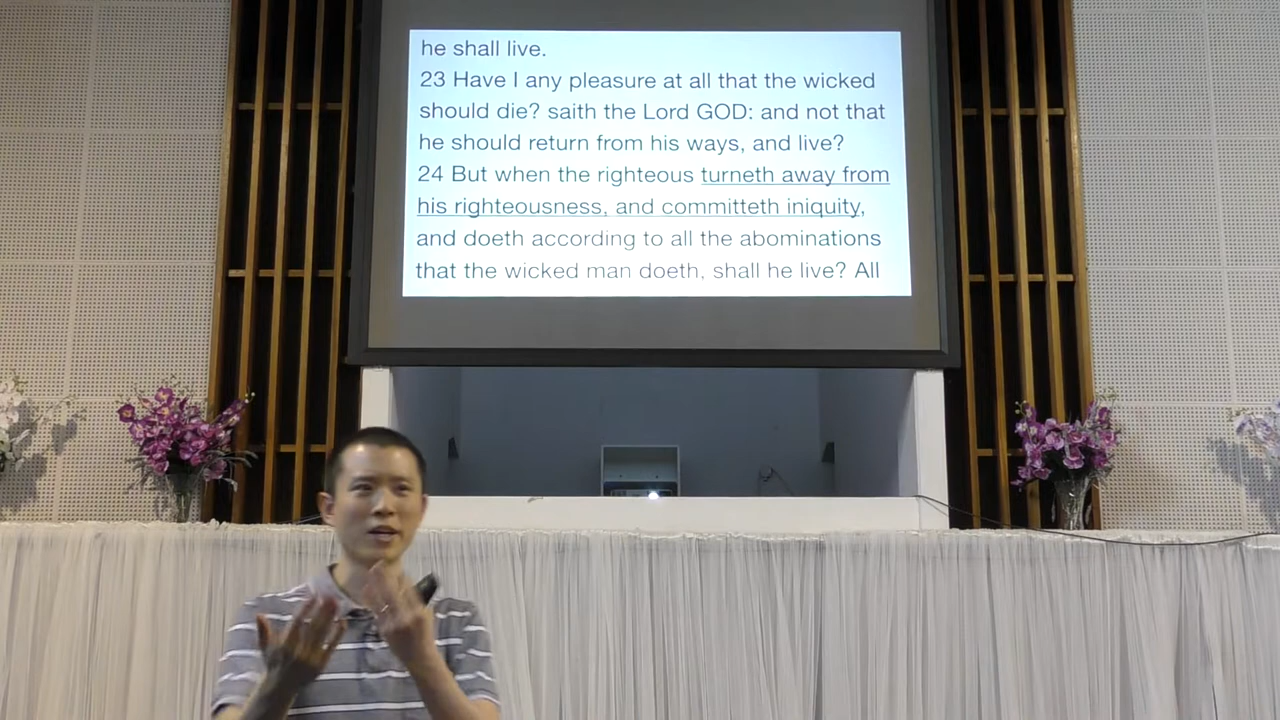 he shall live.
23 Have I any pleasure at all that the wicked
should die? saith the Lord GOD: and not that
he should return from his ways, and live?
24 But when the righteous turneth away from
his righteousness, and committeth iniquity,
and doeth according to all the abominations
that the wicked man doeth, shall he live? All